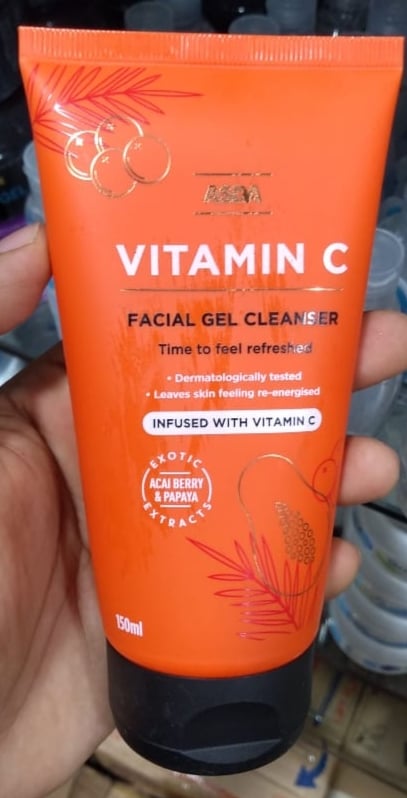 ASDA
VITAMIN C
FACIAL GEL CLEANSER
Time to feel refreshed
• Dermatologically tested
• Leaves skin feeling re-energised
INFUSED WITH VITAMIN C
EXOTIC
ACAI BERRY
& PAPAYA
EXTRACTS
150ml